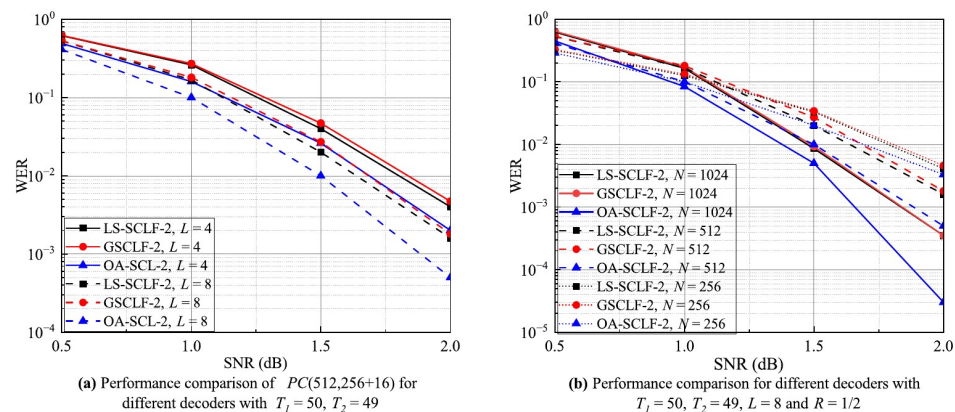 10⁰
10⁻¹
10⁻²
10⁻³
10⁻⁴
WER
LS-SCLF-2, L = 4
GSCLF-2, L = 4
OA-SCL-2, L = 4
LS-SCLF-2, L = 8
GSCLF-2, L = 8
OA-SCL-2, L = 8
0.5 1.0 1.5 2.0
SNR (dB)
(a) Performance comparison of PC(512,256+16) for
different decoders with T₁ = 50, T₂ = 49
10⁰
10⁻¹
10⁻²
10⁻³
10⁻⁴
10⁻⁵
WER
LS-SCLF-2, N = 1024
GSCLF-2, N = 1024
OA-SCLF-2, N = 1024
LS-SCLF-2, N = 512
GSCLF-2, N = 512
OA-SCLF-2, N = 512
LS-SCLF-2, N = 256
GSCLF-2, N = 256
OA-SCLF-2, N = 256
0.5 1.0 1.5 2.0
SNR (dB)
(b) Performance comparison for different decoders with
T₁ = 50, T₂ = 49, L = 8 and R = 1/2